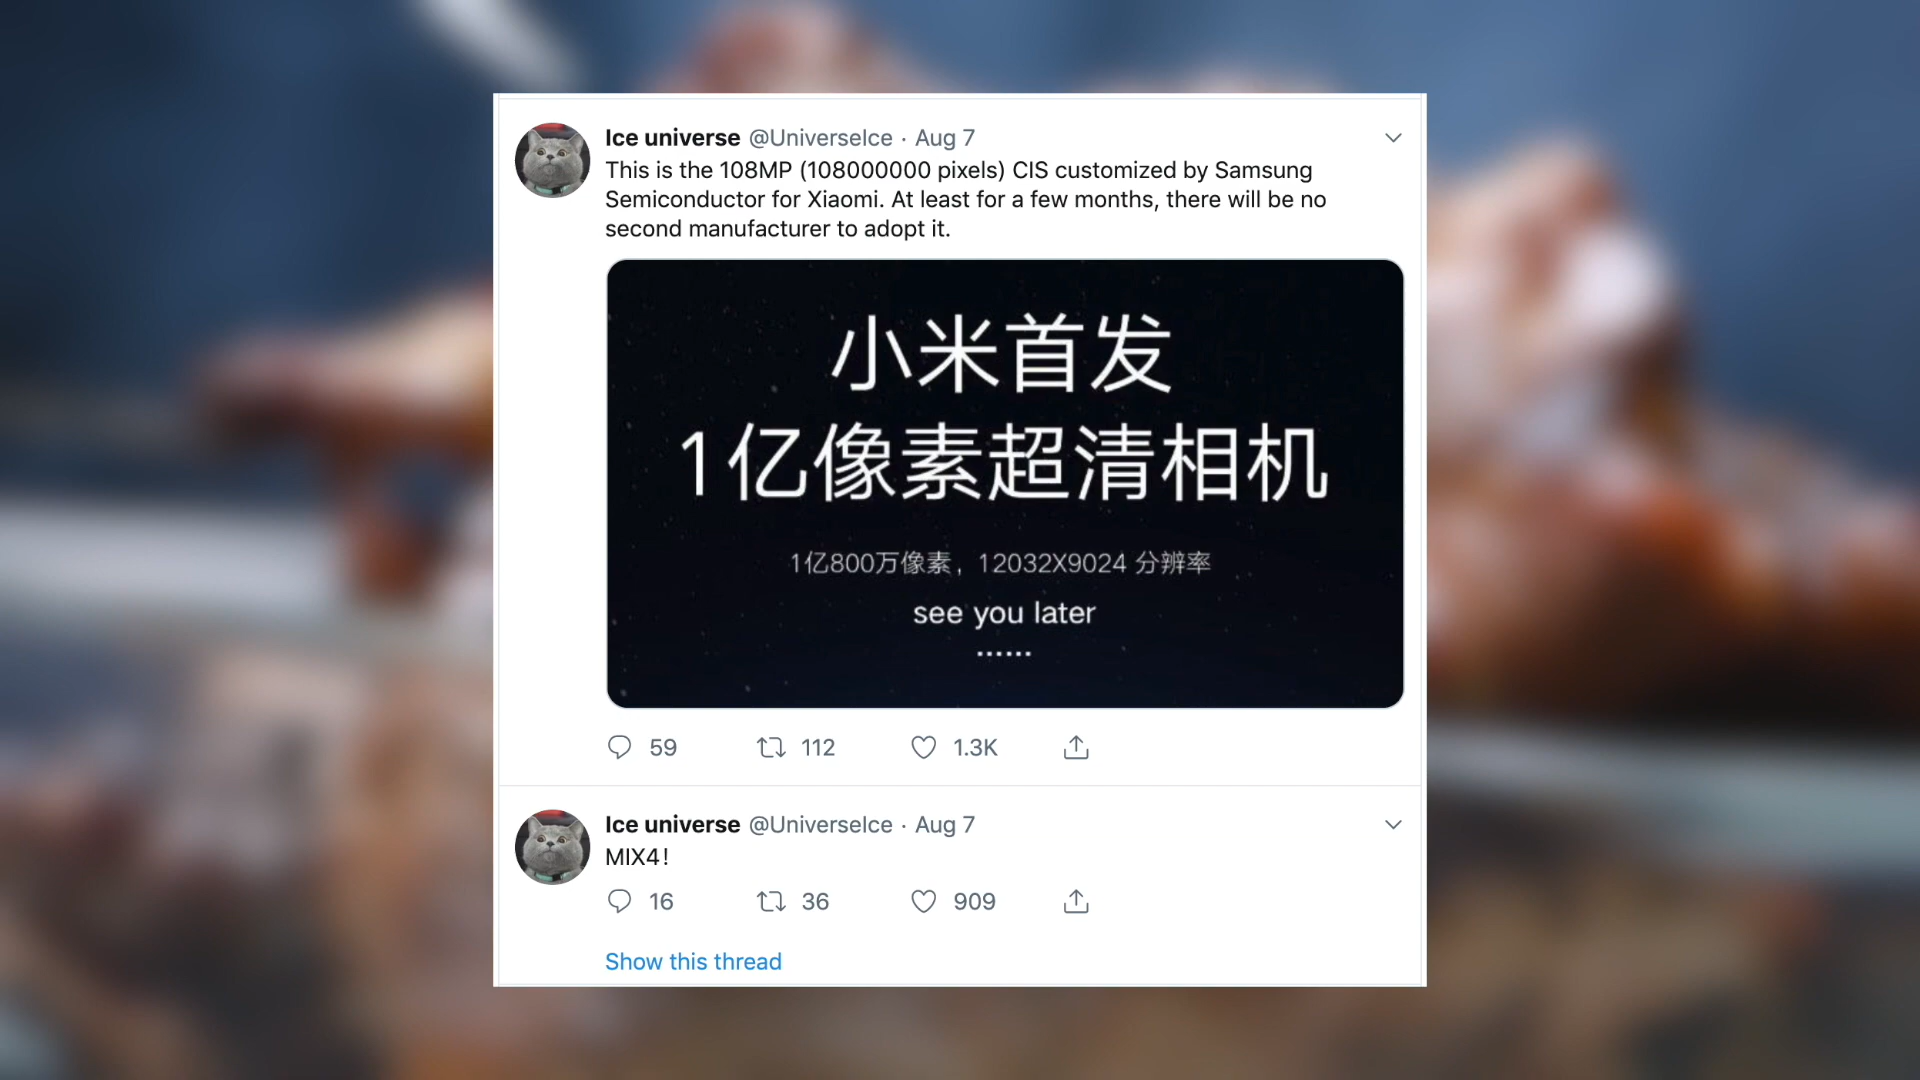 Ice universe @UniverseIce · Aug 7
This is the 108MP (108000000 pixels) CIS customized by Samsung
Semiconductor for Xiaomi. At least for a few months, there will be no
second manufacturer to adopt it.
小米首发
1亿像素超清相机
1亿800万像素，12032X9024 分辨率
see you later
......
59 112 1.3K
Ice universe @UniverseIce · Aug 7
MIX4!
16 36 909
Show this thread